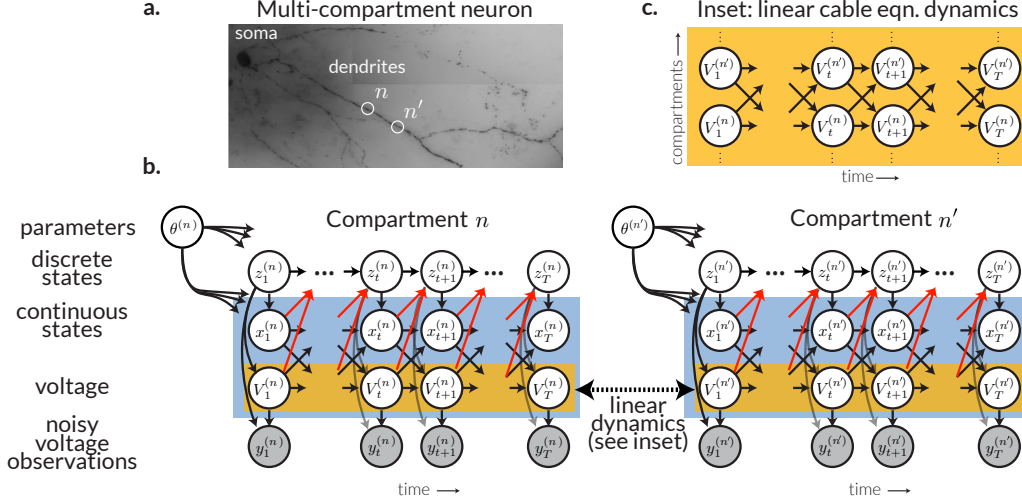 a.
Multi-compartment neuron
soma
dendrites
n
n′
c.
Inset: linear cable eqn. dynamics
compartments →
V_1^{(n′)} V_t^{(n′)} V_{t+1}^{(n′)} V_T^{(n′)}
V_1^{(n)} V_t^{(n)} V_{t+1}^{(n)} V_T^{(n)}
time →
b.
Compartment n
Compartment n′
parameters
θ^{(n)}
θ^{(n′)}
discrete
states
z_1^{(n)} ... z_t^{(n)} z_{t+1}^{(n)} ... z_T^{(n)}
z_1^{(n′)} ... z_t^{(n′)} z_{t+1}^{(n′)} ... z_T^{(n′)}
continuous
states
x_1^{(n)} x_t^{(n)} x_{t+1}^{(n)} x_T^{(n)}
x_1^{(n′)} x_t^{(n′)} x_{t+1}^{(n′)} x_T^{(n′)}
voltage
V_1^{(n)} V_t^{(n)} V_{t+1}^{(n)} V_T^{(n)}
V_1^{(n′)} V_t^{(n′)} V_{t+1}^{(n′)} V_T^{(n′)}
linear
dynamics
(see inset)
noisy
voltage
observations
y_1^{(n)} y_t^{(n)} y_{t+1}^{(n)} y_T^{(n)}
y_1^{(n′)} y_t^{(n′)} y_{t+1}^{(n′)} y_T^{(n′)}
time →
time →